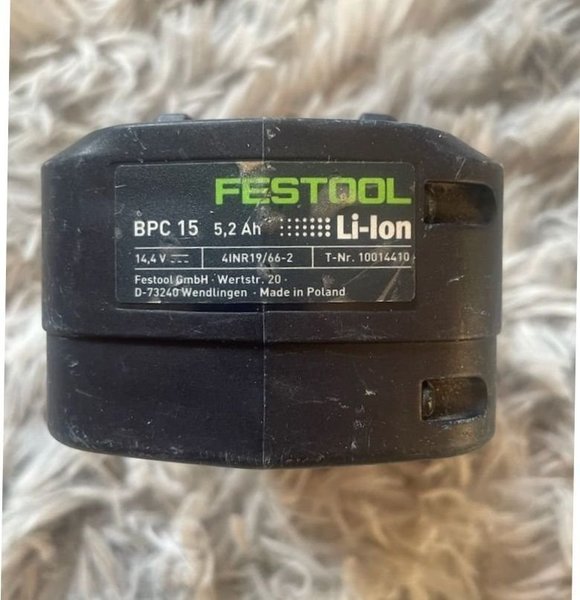 FESTOOL
BPC 15 5,2 Ah Li-Ion
14,4 V ⎓ 4INR19/66-2 T-Nr. 10014410
Festool GmbH · Wertstr. 20 ·
D-73240 Wendlingen · Made in Poland